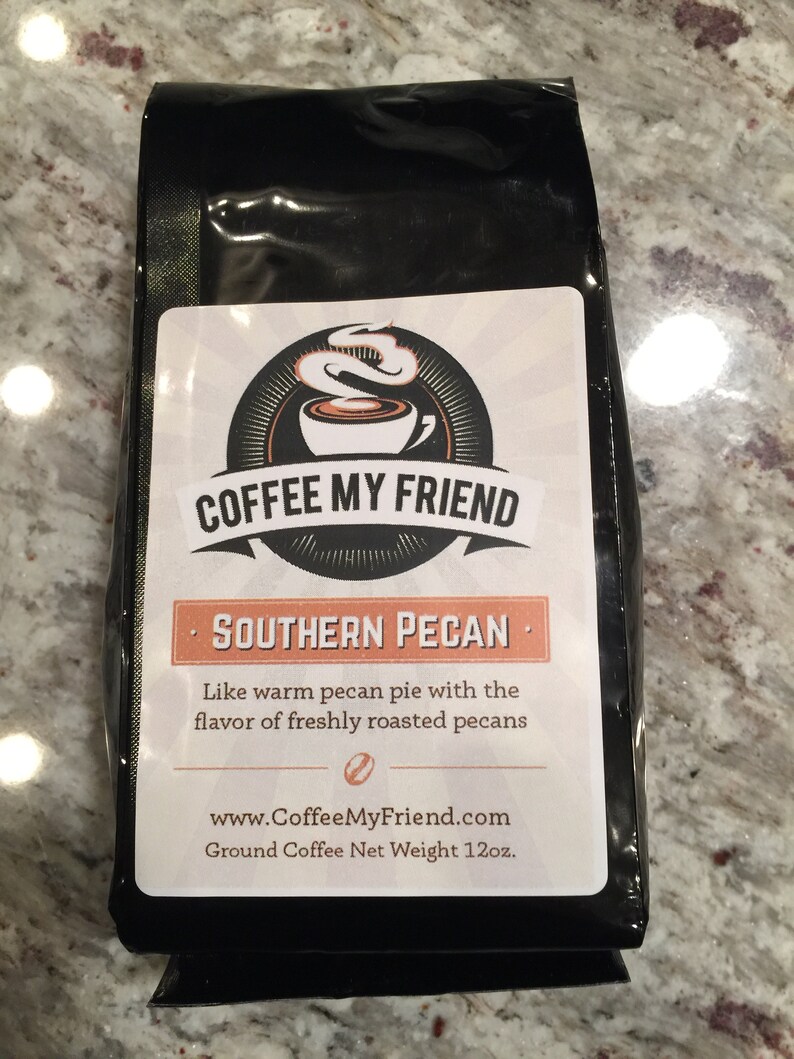 COFFEE MY FRIEND
· SOUTHERN PECAN ·
Like warm pecan pie with the
flavor of freshly roasted pecans
www.CoffeeMyFriend.com
Ground Coffee Net Weight 12oz.